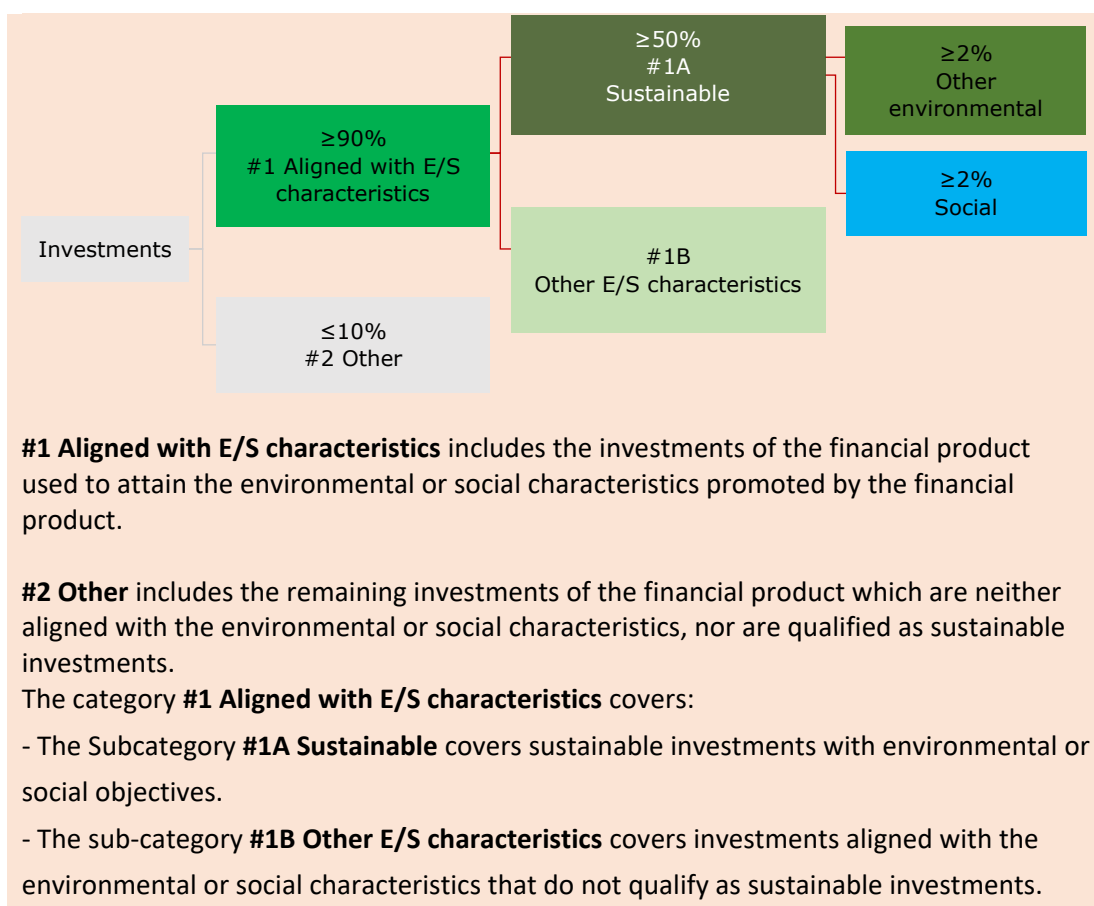 ≥50%
#1A
Sustainable
≥2%
Other
environmental
≥90%
#1 Aligned with E/S
characteristics
≥2%
Social
Investments
#1B
Other E/S characteristics
≤10%
#2 Other
#1 Aligned with E/S characteristics includes the investments of the financial product
used to attain the environmental or social characteristics promoted by the financial
product.
#2 Other includes the remaining investments of the financial product which are neither
aligned with the environmental or social characteristics, nor are qualified as sustainable
investments.
The category #1 Aligned with E/S characteristics covers:
- The Subcategory #1A Sustainable covers sustainable investments with environmental or
social objectives.
- The sub-category #1B Other E/S characteristics covers investments aligned with the
environmental or social characteristics that do not qualify as sustainable investments.